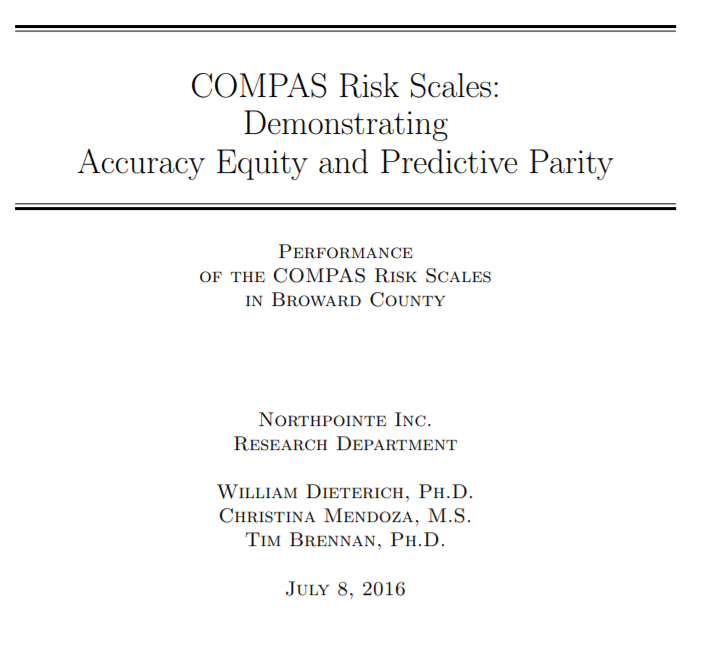 COMPAS Risk Scales:
Demonstrating
Accuracy Equity and Predictive Parity
Performance
of the COMPAS Risk Scales
in Broward County
Northpointe Inc.
Research Department
William Dieterich, Ph.D.
Christina Mendoza, M.S.
Tim Brennan, Ph.D.
July 8, 2016